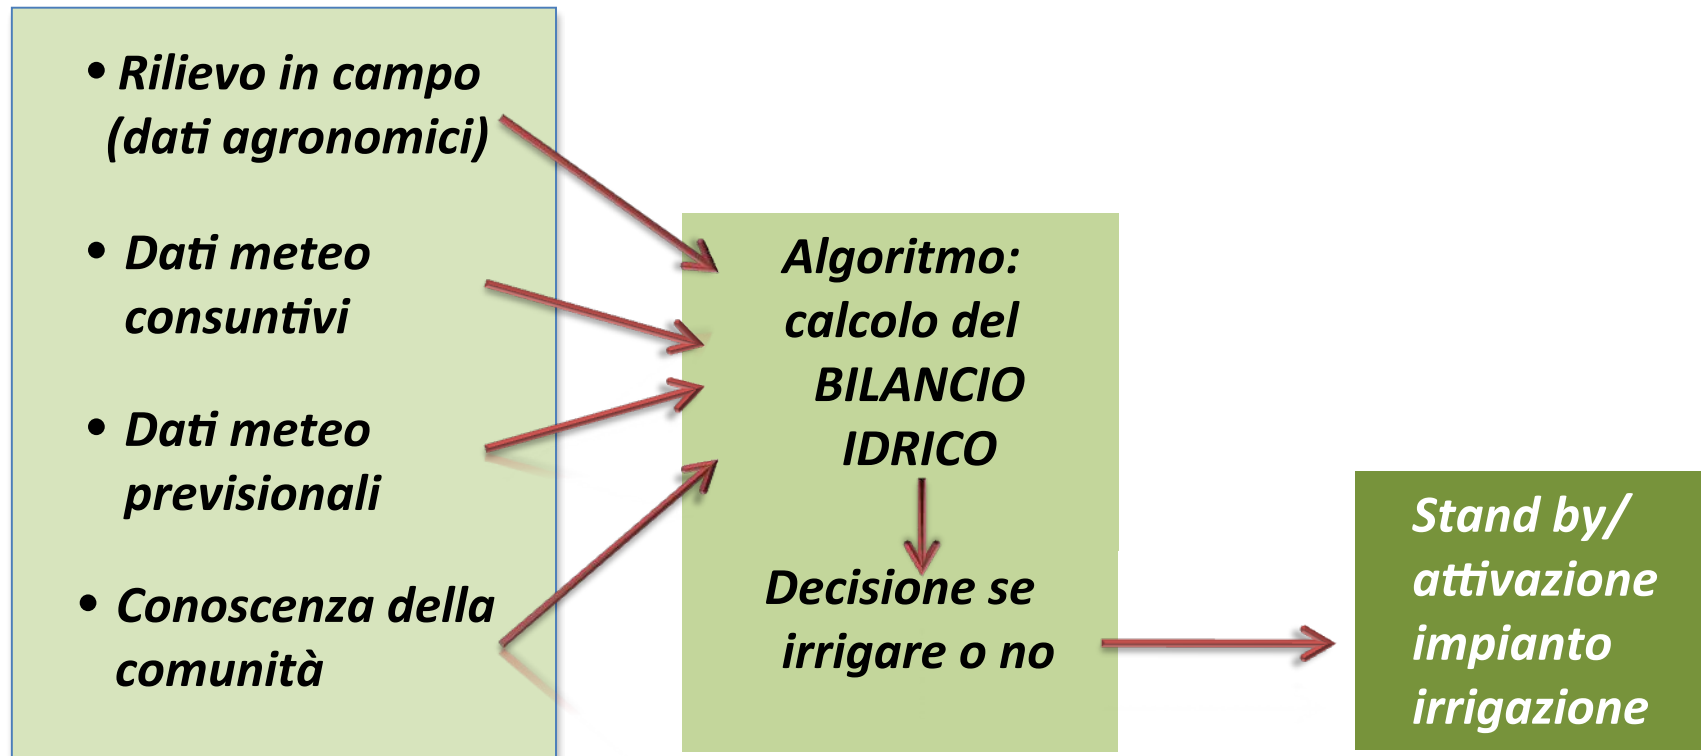 • Rilievo in campo
(dati agronomici)
• Dati meteo
consuntivi
• Dati meteo
previsionali
• Conoscenza della
comunità
Algoritmo:
calcolo del
BILANCIO
IDRICO
Decisione se
irrigare o no
Stand by/
attivazione
impianto
irrigazione